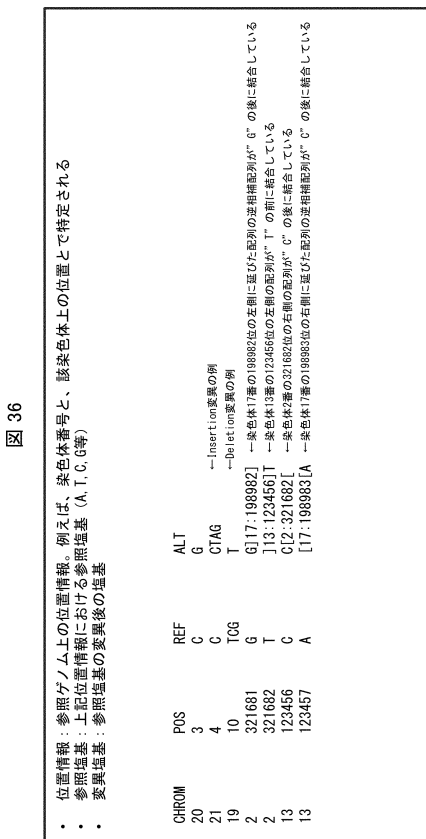 図 36
・ 位置情報：参照ゲノム上の位置情報。例えば、染色体番号と、該染色体上の位置とで特定される
・ 参照塩基：上記位置情報における参照塩基（A,T,C,G等）
・ 変異塩基：参照塩基の変異後の塩基
CHROM POS REF ALT
20 3 C G
21 4 C CTAG ←Insertion変異の例
19 10 TCG T ←Deletion変異の例
2 321681 G G]17:198982] ←染色体17番の198982位の左側に延びた配列の逆相補配列が"G"の後に結合している
2 321682 T ]13:123456]T ←染色体13番の123456位の左側の配列が"T"の前に結合している
13 123456 C C[2:321682[ ←染色体2番の321682位の右側の配列が"C"の後に結合している
13 123457 A [17:198983[A ←染色体17番の198983位の右側に延びた配列の逆相補配列が"C"の後に結合している